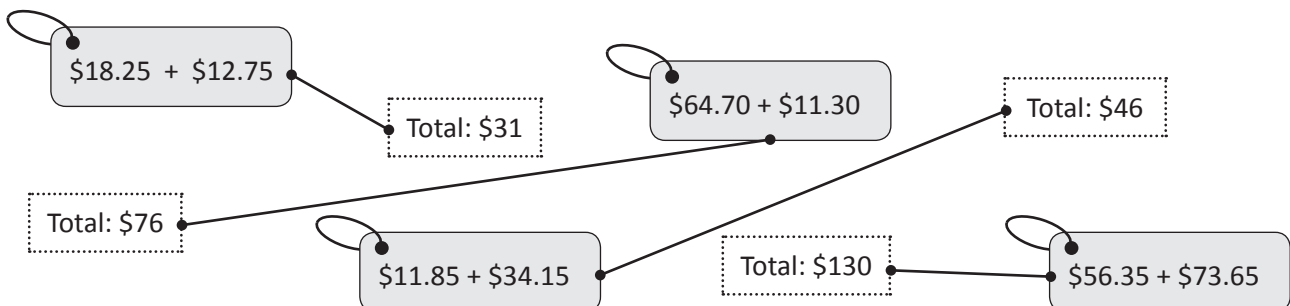 $18.25 + $12.75
$64.70 + $11.30
Total: $46
Total: $31
Total: $76
$11.85 + $34.15
Total: $130
$56.35 + $73.65